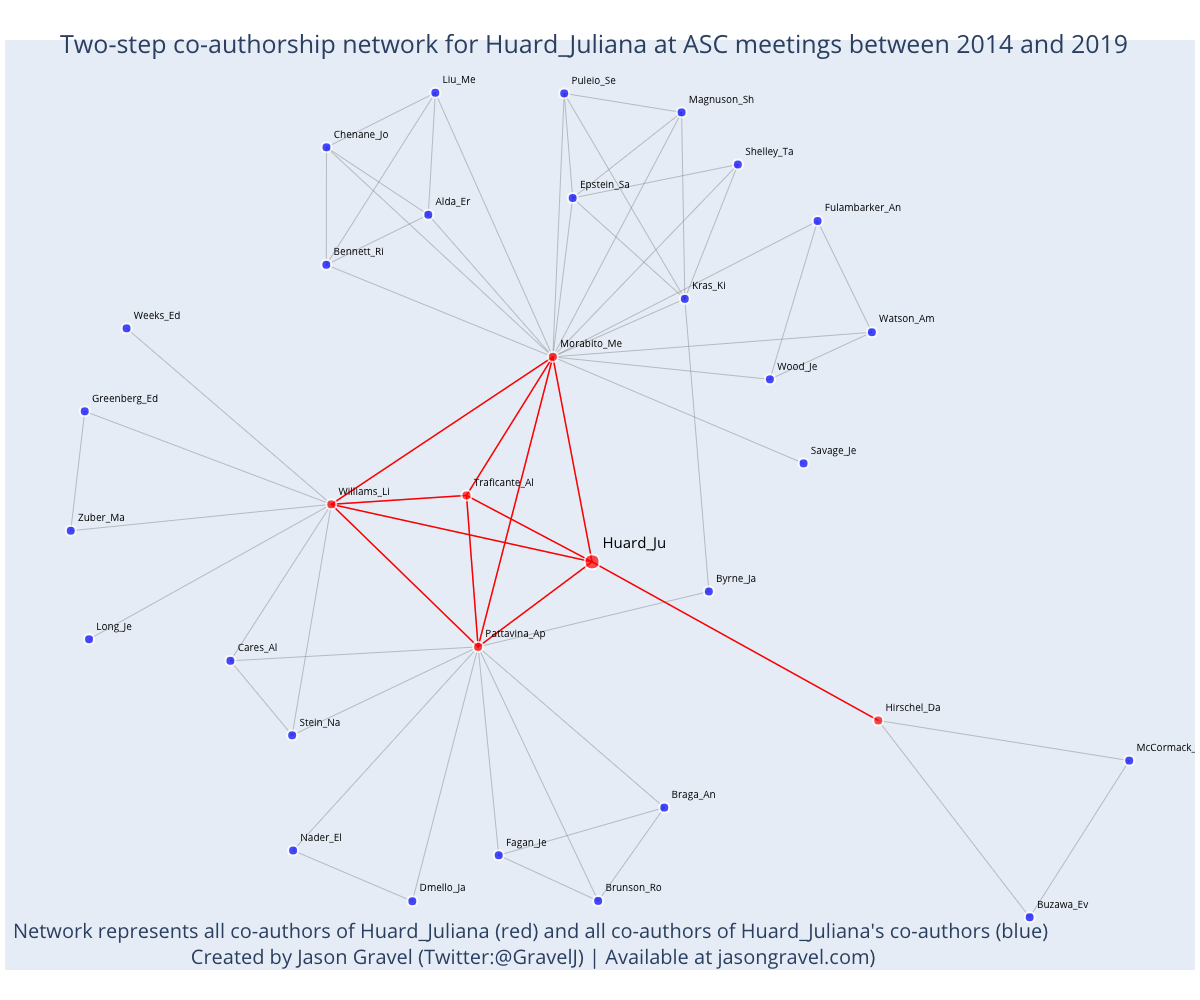 Two-step co-authorship network for Huard_Juliana at ASC meetings between 2014 and 2019
Liu_Me
Puleio_Se
Magnuson_Sh
Chenane_Jo
Shelley_Ta
Epstein_Sa
Alda_Er
Fulambarker_An
Bennett_Ri
Kras_Ki
Weeks_Ed
Watson_Am
Morabito_Me
Wood_Je
Greenberg_Ed
Savage_Je
Traficante_Al
Williams_Li
Zuber_Ma
Huard_Ju
Byrne_Ja
Long_Je
Pattavina_Ap
Cares_Al
Hirschel_Da
Stein_Na
McCormack_
Braga_An
Nader_El
Fagan_Je
Dmello_Ja
Brunson_Ro
Buzawa_Ev
Network represents all co-authors of Huard_Juliana (red) and all co-authors of Huard_Juliana's co-authors (blue)
Created by Jason Gravel (Twitter:@GravelJ) | Available at jasongravel.com)